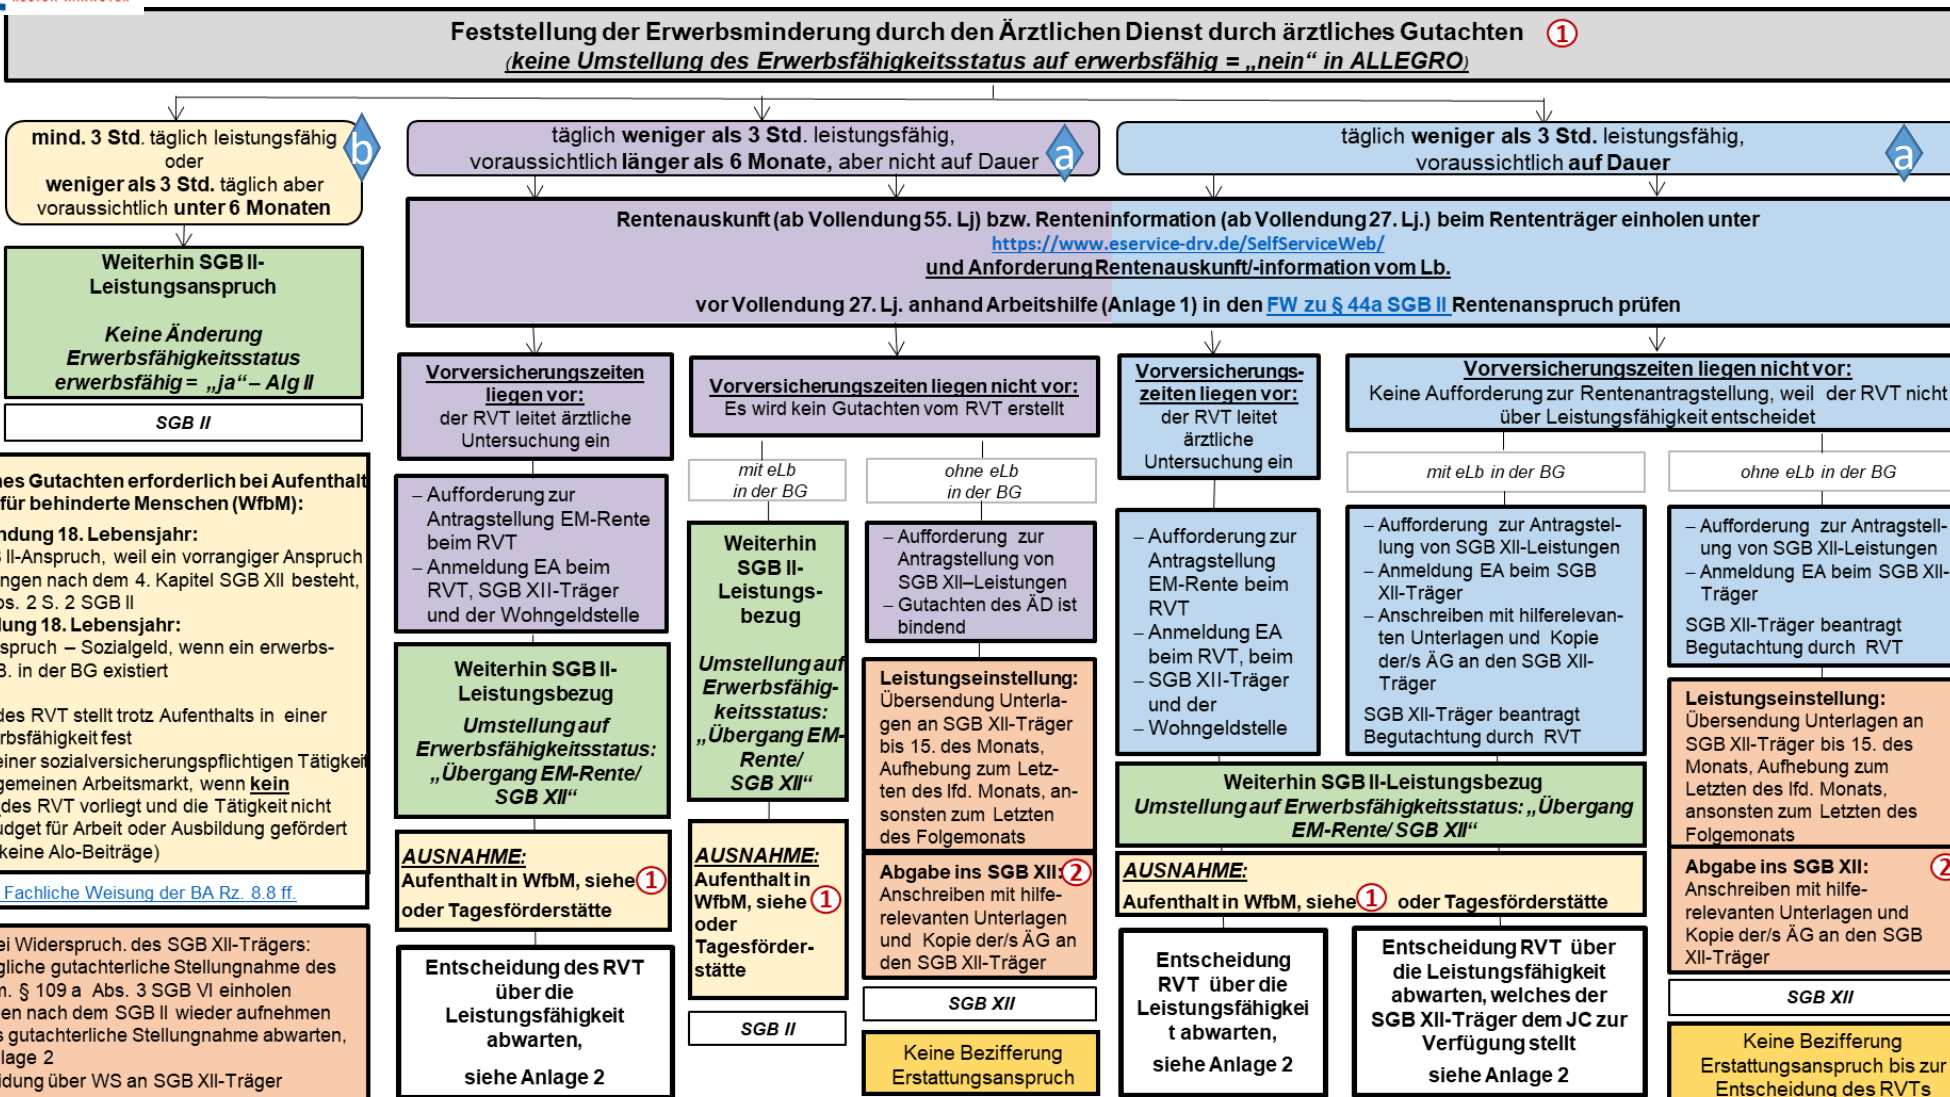 Feststellung der Erwerbsminderung durch den Ärztlichen Dienst durch ärztliches Gutachten ①
(keine Umstellung des Erwerbsfähigkeitsstatus auf erwerbsfähig = „nein“ in ALLEGRO)
mind. 3 Std. täglich leistungsfähig
oder
weniger als 3 Std. täglich aber
voraussichtlich unter 6 Monaten
b
täglich weniger als 3 Std. leistungsfähig,
voraussichtlich länger als 6 Monate, aber nicht auf Dauer
a
täglich weniger als 3 Std. leistungsfähig,
voraussichtlich auf Dauer
a
Rentenauskunft (ab Vollendung 55. Lj) bzw. Renteninformation (ab Vollendung 27. Lj.) beim Rententräger einholen unter
https://www.eservice-drv.de/SelfServiceWeb/
und Anforderung Rentenauskunft/-information vom Lb.
vor Vollendung 27. Lj. anhand Arbeitshilfe (Anlage 1) in den FW zu § 44a SGB II Rentenanspruch prüfen
Weiterhin SGB II-
Leistungsanspruch
Keine Änderung
Erwerbsfähigkeitsstatus
erwerbsfähig = „ja“ – Alg II
SGB II
Gutachten erforderlich bei Aufenthalt
für behinderte Menschen (WfbM):
18. Lebensjahr:
II-Anspruch, weil ein vorrangiger Anspruch
nach dem 4. Kapitel SGB XII besteht,
2 S. 2 SGB II
18. Lebensjahr:
– Sozialgeld, wenn ein erwerbs-
in der BG existiert
des RVT stellt trotz Aufenthalts in einer
fest
einer sozialversicherungspflichtigen Tätigkeit
Arbeitsmarkt, wenn kein
des RVT vorliegt und die Tätigkeit nicht
für Arbeit oder Ausbildung gefördert
keine Alo-Beiträge)
Fachliche Weisung der BA Rz. 8.8 ff.
Widerspruch. des SGB XII-Trägers:
gutachterliche Stellungnahme des
§ 109 a Abs. 3 SGB VI einholen
nach dem SGB II wieder aufnehmen
gutachterliche Stellungnahme abwarten,
2
über WS an SGB XII-Träger
Vorversicherungszeiten
liegen vor:
der RVT leitet ärztliche
Untersuchung ein
– Aufforderung zur
Antragstellung EM-Rente
beim RVT
– Anmeldung EA beim
RVT, SGB XII-Träger
und der Wohngeldstelle
Weiterhin SGB II-
Leistungsbezug
Umstellung auf
Erwerbsfähigkeitsstatus:
„Übergang EM-Rente/
SGB XII“
AUSNAHME:
Aufenthalt in WfbM, siehe ①
oder Tagesförderstätte
Entscheidung des RVT
über die
Leistungsfähigkeit
abwarten,
siehe Anlage 2
Vorversicherungszeiten liegen nicht vor:
Es wird kein Gutachten vom RVT erstellt
mit eLb
in der BG
Weiterhin
SGB II-
Leistungs-
bezug
Umstellung auf
Erwerbsfähig-
keitsstatus:
„Übergang EM-
Rente/
SGB XII“
AUSNAHME:
Aufenthalt in
WfbM, siehe ①
oder
Tagesförder-
stätte
SGB II
ohne eLb
in der BG
– Aufforderung zur
Antragstellung von
SGB XII–Leistungen
– Gutachten des ÄD ist
bindend
Leistungseinstellung:
Übersendung Unterla-
gen an SGB XII-Träger
bis 15. des Monats,
Aufhebung zum Letz-
ten des lfd. Monats, an-
sonsten zum Letzten
des Folgemonats
Abgabe ins SGB XII: ②
Anschreiben mit hilfe-
relevanten Unterlagen
und Kopie der/s ÄG an
den SGB XII-Träger
SGB XII
Keine Bezifferung
Erstattungsanspruch
Vorversicherungs-
zeiten liegen vor:
der RVT leitet
ärztliche
Untersuchung ein
– Aufforderung zur
Antragstellung
EM-Rente beim
RVT
– Anmeldung EA
beim RVT, beim
– SGB XII-Träger
und der
– Wohngeldstelle
Vorversicherungszeiten liegen nicht vor:
Keine Aufforderung zur Rentenantragstellung, weil der RVT nicht
über Leistungsfähigkeit entscheidet
mit eLb in der BG
– Aufforderung zur Antragstel-
lung von SGB XII-Leistungen
– Anmeldung EA beim SGB
XII-Träger
– Anschreiben mit hilferelevan-
ten Unterlagen und Kopie
der/s ÄG an den SGB XII-
Träger
SGB XII-Träger beantragt
Begutachtung durch RVT
Weiterhin SGB II-Leistungsbezug
Umstellung auf Erwerbsfähigkeitsstatus: „Übergang
EM-Rente/ SGB XII“
AUSNAHME:
Aufenthalt in WfbM, siehe ① oder Tagesförderstätte
Entscheidung
RVT über die
Leistungsfähigkei
t abwarten,
siehe Anlage 2
Entscheidung RVT über
die Leistungsfähigkeit
abwarten, welches der
SGB XII-Träger dem JC zur
Verfügung stellt
siehe Anlage 2
ohne eLb in der BG
– Aufforderung zur Antragstell-
ung von SGB XII-Leistungen
– Anmeldung EA beim SGB XII-
Träger
SGB XII-Träger beantragt
Begutachtung durch RVT
Leistungseinstellung:
Übersendung Unterlagen an
SGB XII-Träger bis 15. des
Monats, Aufhebung zum
Letzten des lfd. Monats,
ansonsten zum Letzten des
Folgemonats
Abgabe ins SGB XII: ②
Anschreiben mit hilfe-
relevanten Unterlagen und
Kopie der/s ÄG an den SGB
XII-Träger
SGB XII
Keine Bezifferung
Erstattungsanspruch bis zur
Entscheidung des RVTs